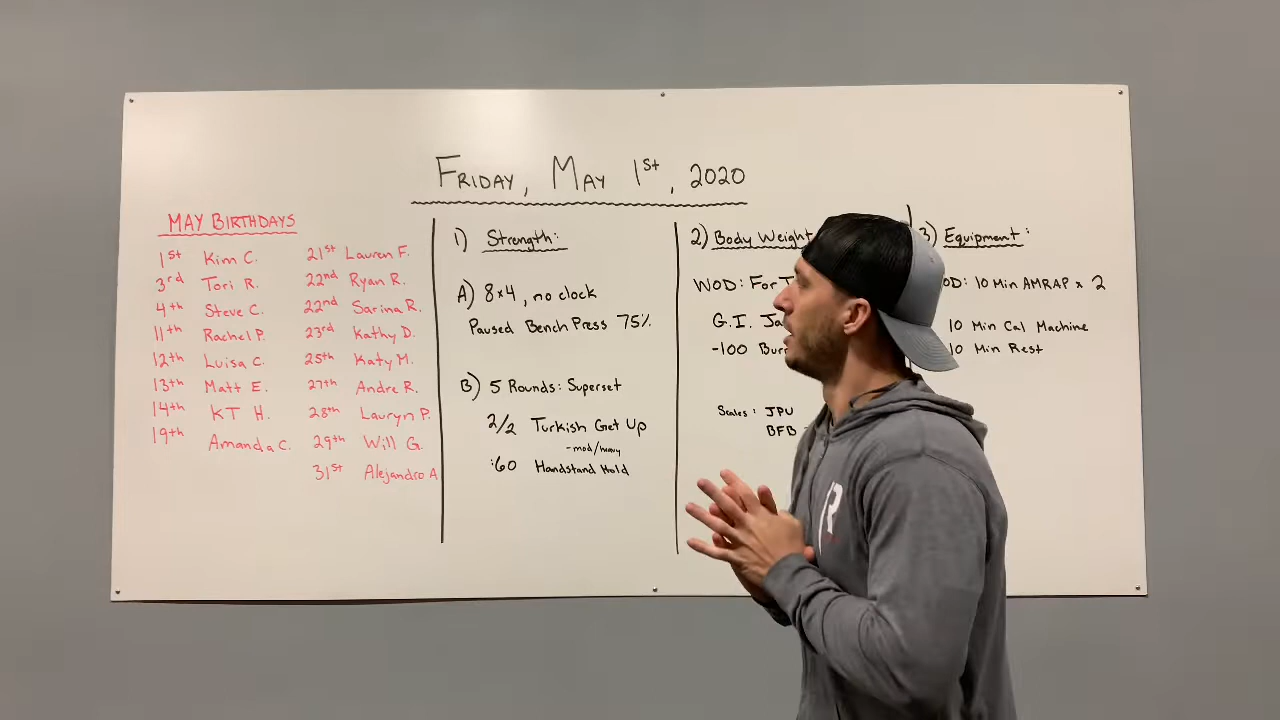 FRIDAY, MAY 1st, 2020
MAY BIRTHDAYS
1st Kim C.
3rd Tori R.
4th Steve C.
11th Rachel P.
12th Luisa C.
13th Matt E.
14th KT H.
19th Amanda C.
21st Lauren F.
22nd Ryan R.
22nd Sarina R.
23rd Kathy D.
25th Katy M.
27th Andre R.
28th Lauryn P.
29th Will G.
31st Alejandro A
1) Strength:
A) 8x4, no clock
Paused Bench Press 75%
B) 5 Rounds: Superset
2/2 Turkish Get Up
-mod/heavy
:60 Handstand Hold
2) Body Weight
WOD: For
G.I.
-100
Scales: JPU
BFB
3) Equipment:
10 Min AMRAP x 2
10 Min Cal Machine
10 Min Rest
R